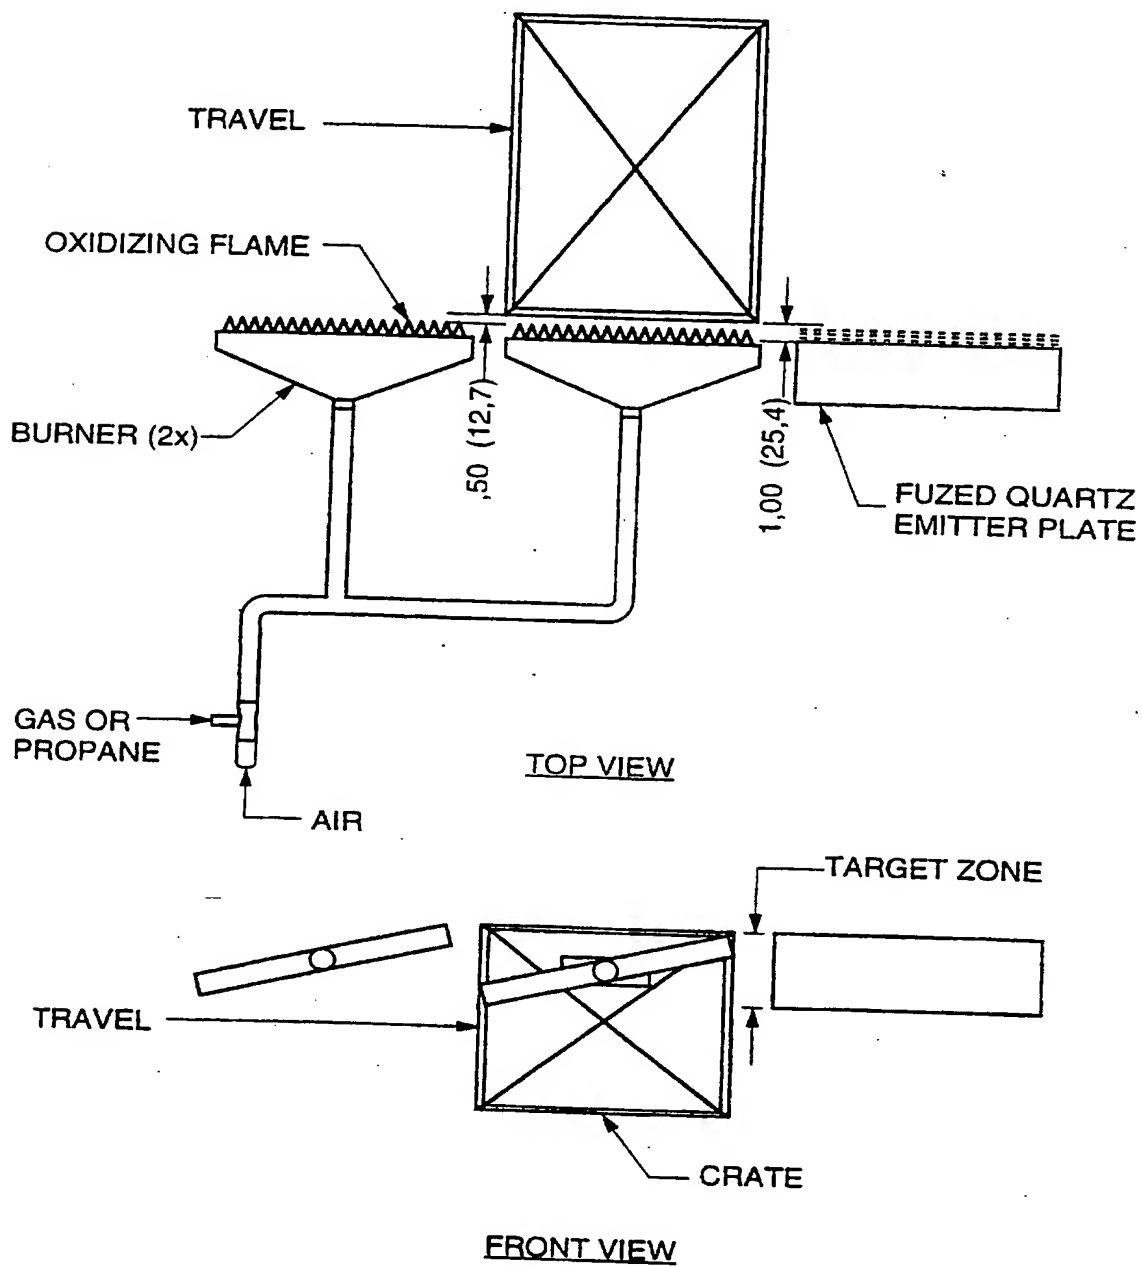 TRAVEL
OXIDIZING FLAME
BURNER (2x)
,50 (12,7)
1,00 (25,4)
FUZED QUARTZ
EMITTER PLATE
GAS OR
PROPANE
AIR
TOP VIEW
TARGET ZONE
TRAVEL
CRATE
FRONT VIEW